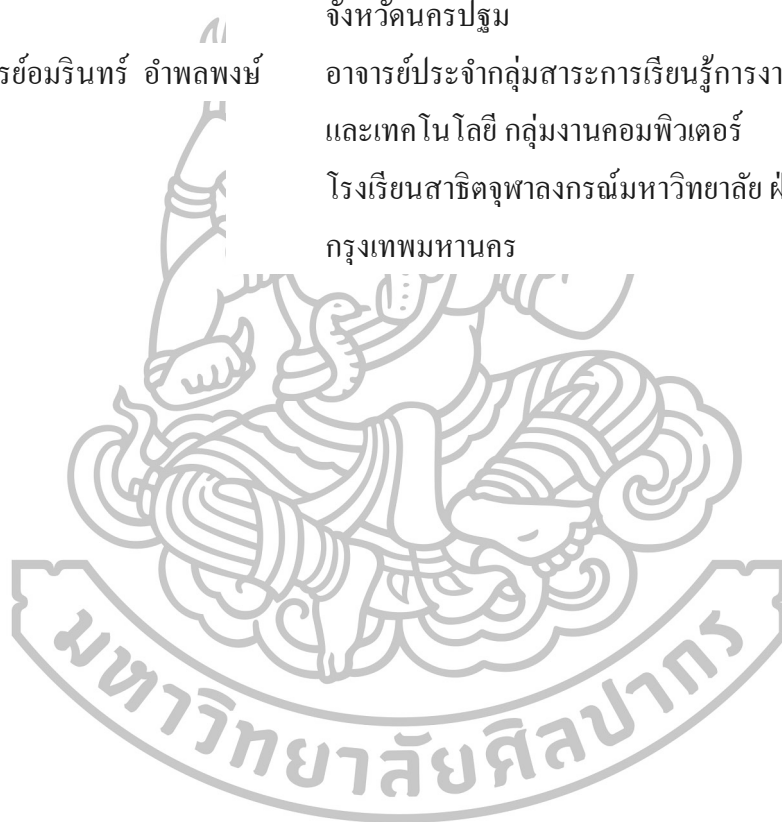 จังหวัดนครปฐม
รย์อมรินทร์ อำพลพงษ์ อาจารย์ประจำกลุ่มสาระการเรียนรู้การงา
และเทคโนโลยี กลุ่มงานคอมพิวเตอร์
โรงเรียนสาธิตจุฬาลงกรณ์มหาวิทยาลัย ฝ
กรุงเทพมหานคร
มหาวิทยาลัยศิลปากร